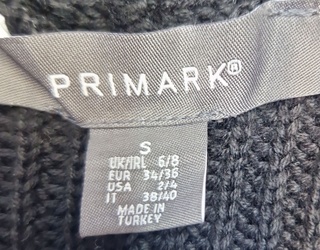 PRIMARK®
S
UK/IRL 6/8
EUR 34/36
USA 2/4
IT 38/40
MADE IN
TURKEY